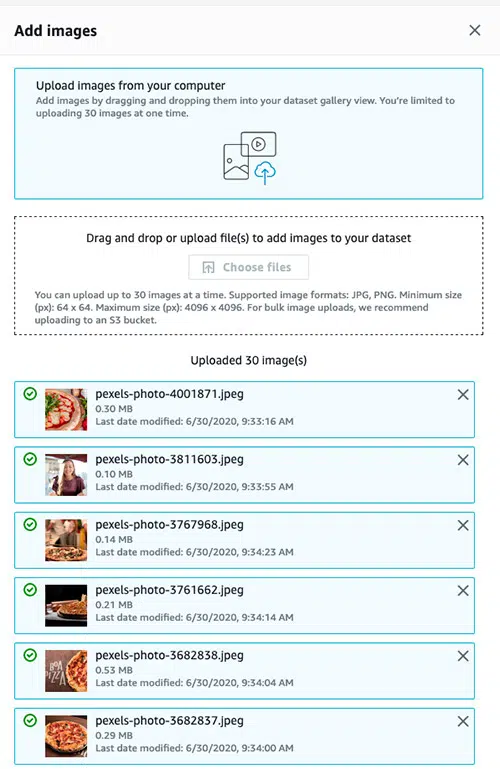 Add images
Upload images from your computer
Add images by dragging and dropping them into your dataset gallery view. You're limited to
uploading 30 images at one time.
Drag and drop or upload file(s) to add images to your dataset
Choose files
You can upload up to 30 images at a time. Supported image formats: JPG, PNG. Minimum size
(px): 64 x 64. Maximum size (px): 4096 x 4096. For bulk image uploads, we recommend
uploading to an S3 bucket.
Uploaded 30 image(s)
pexels-photo-4001871.jpeg
0.30 MB
Last date modified: 6/30/2020, 9:33:16 AM
pexels-photo-3811603.jpeg
0.10 MB
Last date modified: 6/30/2020, 9:33:55 AM
pexels-photo-3767968.jpeg
0.14 MB
Last date modified: 6/30/2020, 9:34:23 AM
pexels-photo-3761662.jpeg
0.21 MB
Last date modified: 6/30/2020, 9:34:14 AM
BOA
PIZZA
pexels-photo-3682838.jpeg
0.53 MB
Last date modified: 6/30/2020, 9:34:04 AM
pexels-photo-3682837.jpeg
0.29 MB
Last date modified: 6/30/2020, 9:34:00 AM